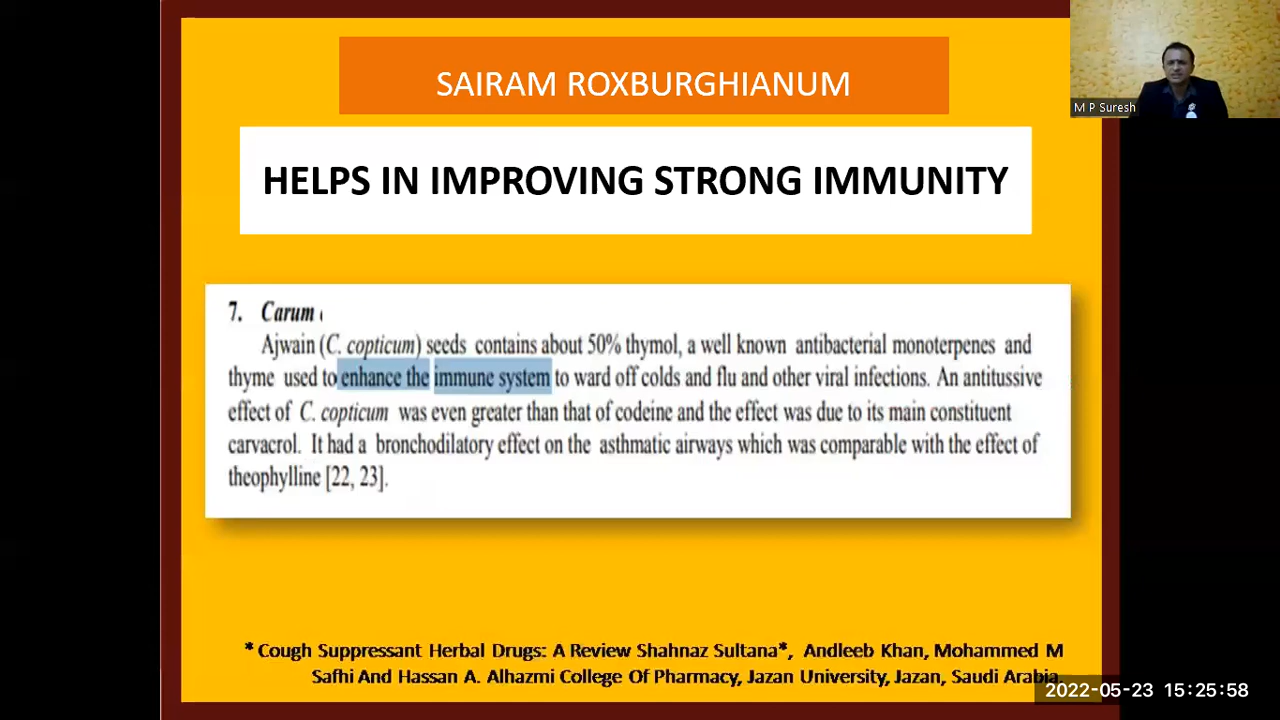 SAIRAM ROXBURGHIANUM
M P Suresh
HELPS IN IMPROVING STRONG IMMUNITY
7. Carum
Ajwain (C. copticum) seeds contains about 50% thymol, a well known antibacterial monoterpenes and
thyme used to enhance the immune system to ward off colds and flu and other viral infections. An antitussive
effect of C. copticum was even greater than that of codeine and the effect was due to its main constituent
carvacrol. It had a bronchodilatory effect on the asthmatic airways which was comparable with the effect of
theophylline [22, 23].
* Cough Suppressant Herbal Drugs: A Review Shahnaz Sultana*, Andleeb Khan, Mohammed M
Safhi And Hassan A. Alhazmi College Of Pharmacy, Jazan University, Jazan, Saudi Arabia.
2022-05-23 15:25:58